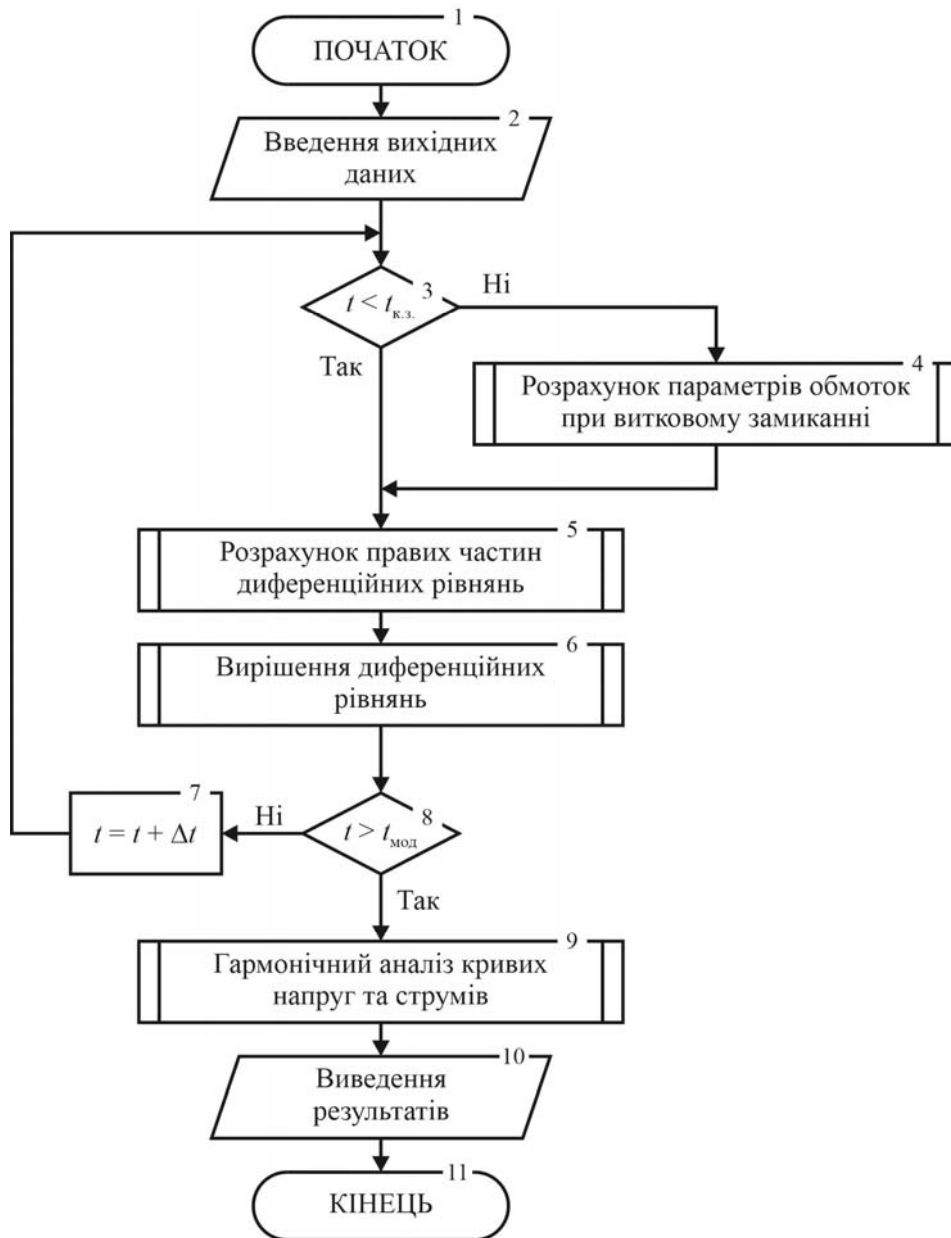 1
ПОЧАТОК
2
Введення вихідних
даних
3
t < tк.з.
Ні
Так
4
Розрахунок параметрів обмоток
при витковому замиканні
5
Розрахунок правих частин
диференційних рівнянь
6
Вирішення диференційних
рівнянь
7
t = t + Δt
Ні
8
t > tмод
Так
9
Гармонічний аналіз кривих
напруг та струмів
10
Виведення
результатів
11
КІНЕЦЬ